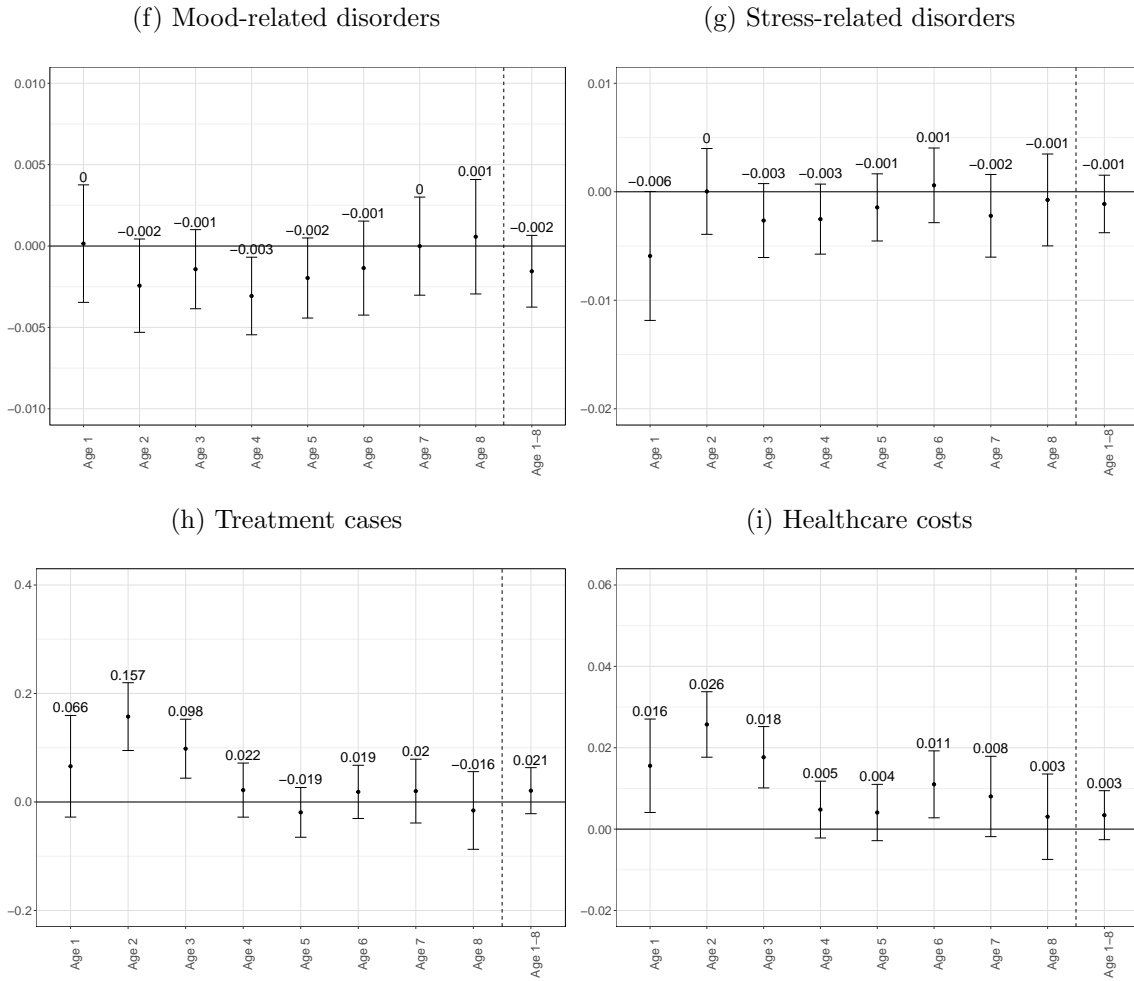 (f) Mood-related disorders
0.010
0.005
0.000
−0.005
−0.010
0
−0.002
−0.001
−0.003
−0.002
−0.001
0
0.001
−0.002
Age 1
Age 2
Age 3
Age 4
Age 5
Age 6
Age 7
Age 8
Age 1−8
(g) Stress-related disorders
0.01
0.00
−0.01
−0.02
−0.006
0
−0.003
−0.003
−0.001
0.001
−0.002
−0.001
−0.001
Age 1
Age 2
Age 3
Age 4
Age 5
Age 6
Age 7
Age 8
Age 1−8
(h) Treatment cases
0.4
0.2
0.0
−0.2
0.066
0.157
0.098
0.022
−0.019
0.019
0.02
−0.016
0.021
Age 1
Age 2
Age 3
Age 4
Age 5
Age 6
Age 7
Age 8
Age 1−8
(i) Healthcare costs
0.06
0.04
0.02
0.00
−0.02
0.016
0.026
0.018
0.005
0.004
0.011
0.008
0.003
0.003
Age 1
Age 2
Age 3
Age 4
Age 5
Age 6
Age 7
Age 8
Age 1−8